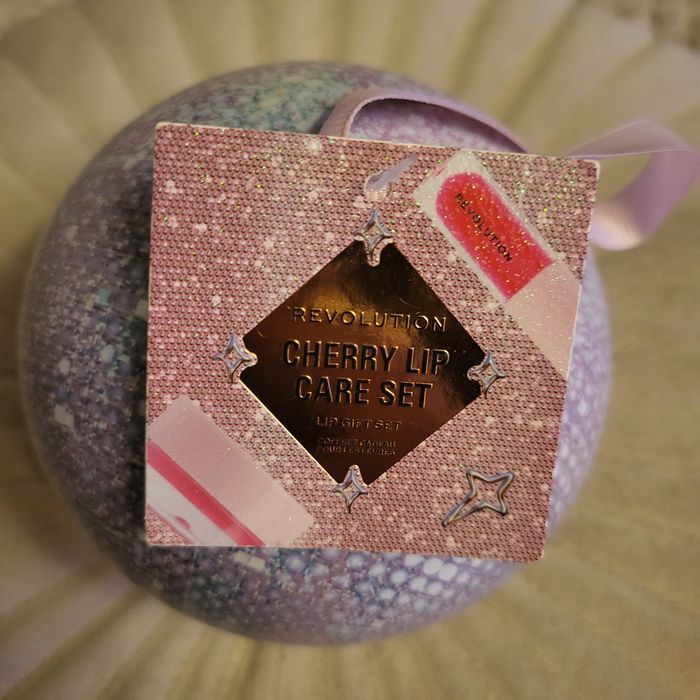 REVOLUTION
REVOLUTION
CHERRY LIP
CARE SET
LIP GIFT SET
COFFRET CADEAU
POUR LES LÈVRES